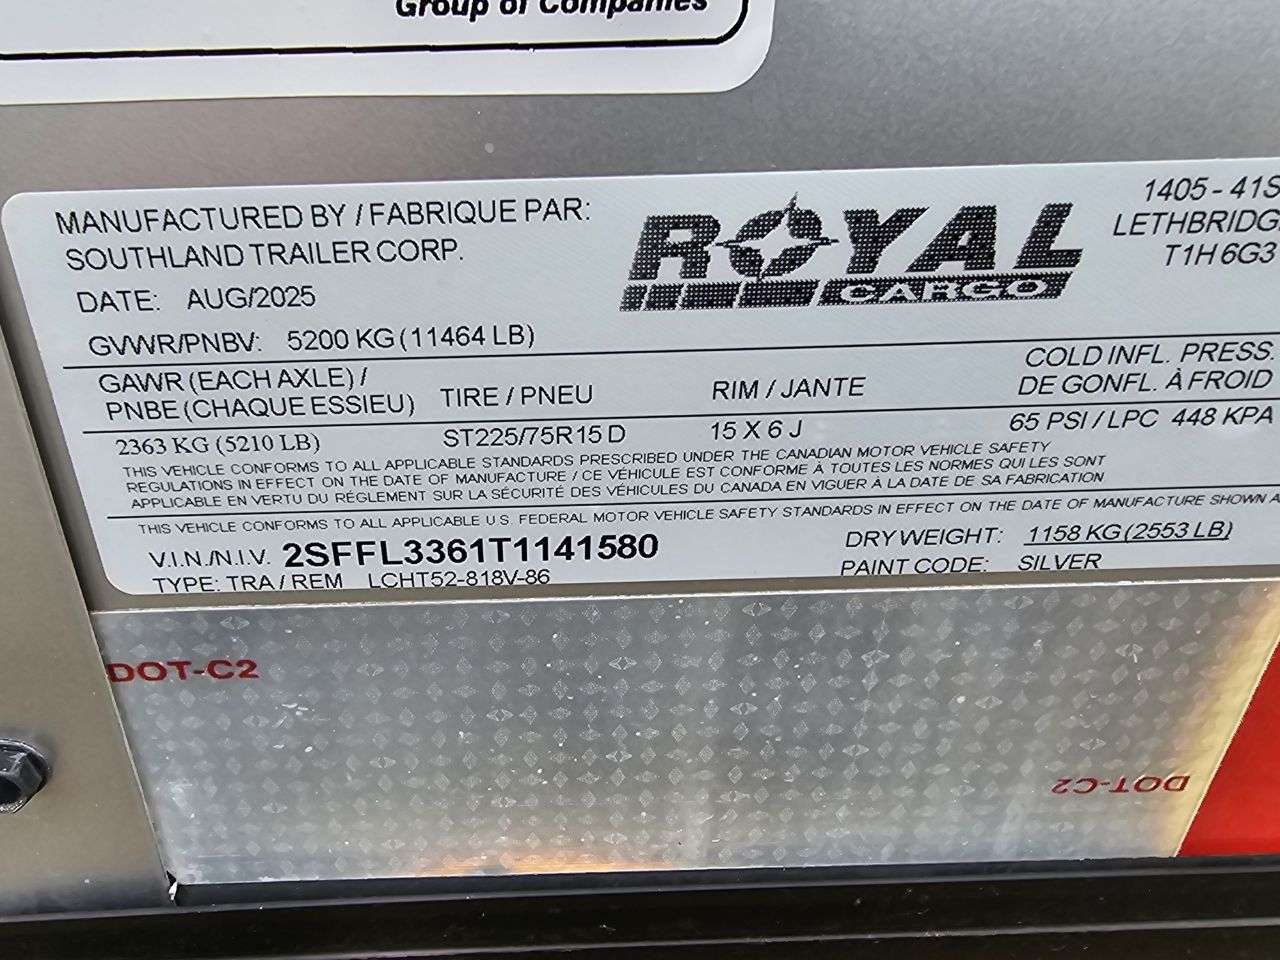 Group of Companies
MANUFACTURED BY / FABRIQUE PAR:
SOUTHLAND TRAILER CORP.
DATE: AUG/2025
GVWR/PNBV: 5200 KG (11464 LB)
ROYAL
CARGO
1405 - 41S
LETHBRIDG
T1H 6G3
GAWR (EACH AXLE) /
PNBE (CHAQUE ESSIEU)
TIRE / PNEU
RIM / JANTE
COLD INFL. PRESS.
DE GONFL. À FROID
2363 KG (5210 LB) ST225/75R15 D 15 X 6 J 65 PSI / LPC 448 KPA
THIS VEHICLE CONFORMS TO ALL APPLICABLE STANDARDS PRESCRIBED UNDER THE CANADIAN MOTOR VEHICLE SAFETY
REGULATIONS IN EFFECT ON THE DATE OF MANUFACTURE / CE VÉHICULE EST CONFORME À TOUTES LES NORMES QUI LES SONT
APPLICABLE EN VERTU DU RÉGLEMENT SUR LA SÉCURITÉ DES VÉHICULES DU CANADA EN VIGUER À LA DATE DE SA FABRICATION
THIS VEHICLE CONFORMS TO ALL APPLICABLE U.S. FEDERAL MOTOR VEHICLE SAFETY STANDARDS IN EFFECT ON THE DATE OF MANUFACTURE SHOWN A
V.I.N./N.I.V. 2SFFL3361T1141580 DRY WEIGHT: 1158 KG (2553 LB)
TYPE: TRA / REM LCHT52-818V-86 PAINT CODE: SILVER
DOT-C2
DOT-C2